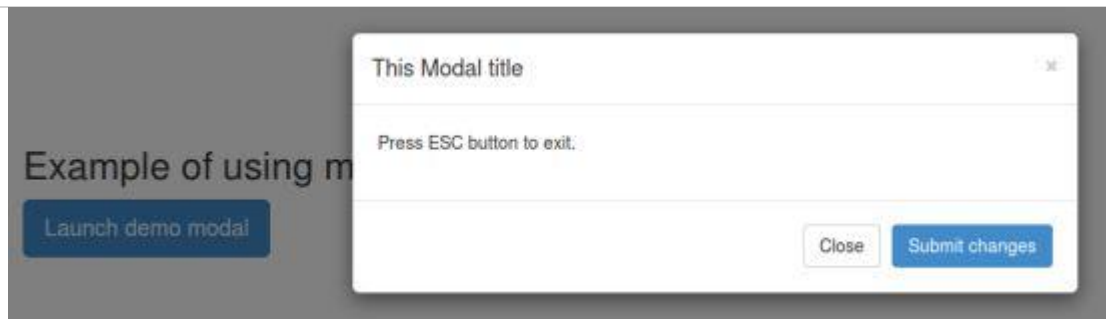 This Modal title
×
Press ESC button to exit.
Example of using m
Launch demo modal
Close
Submit changes